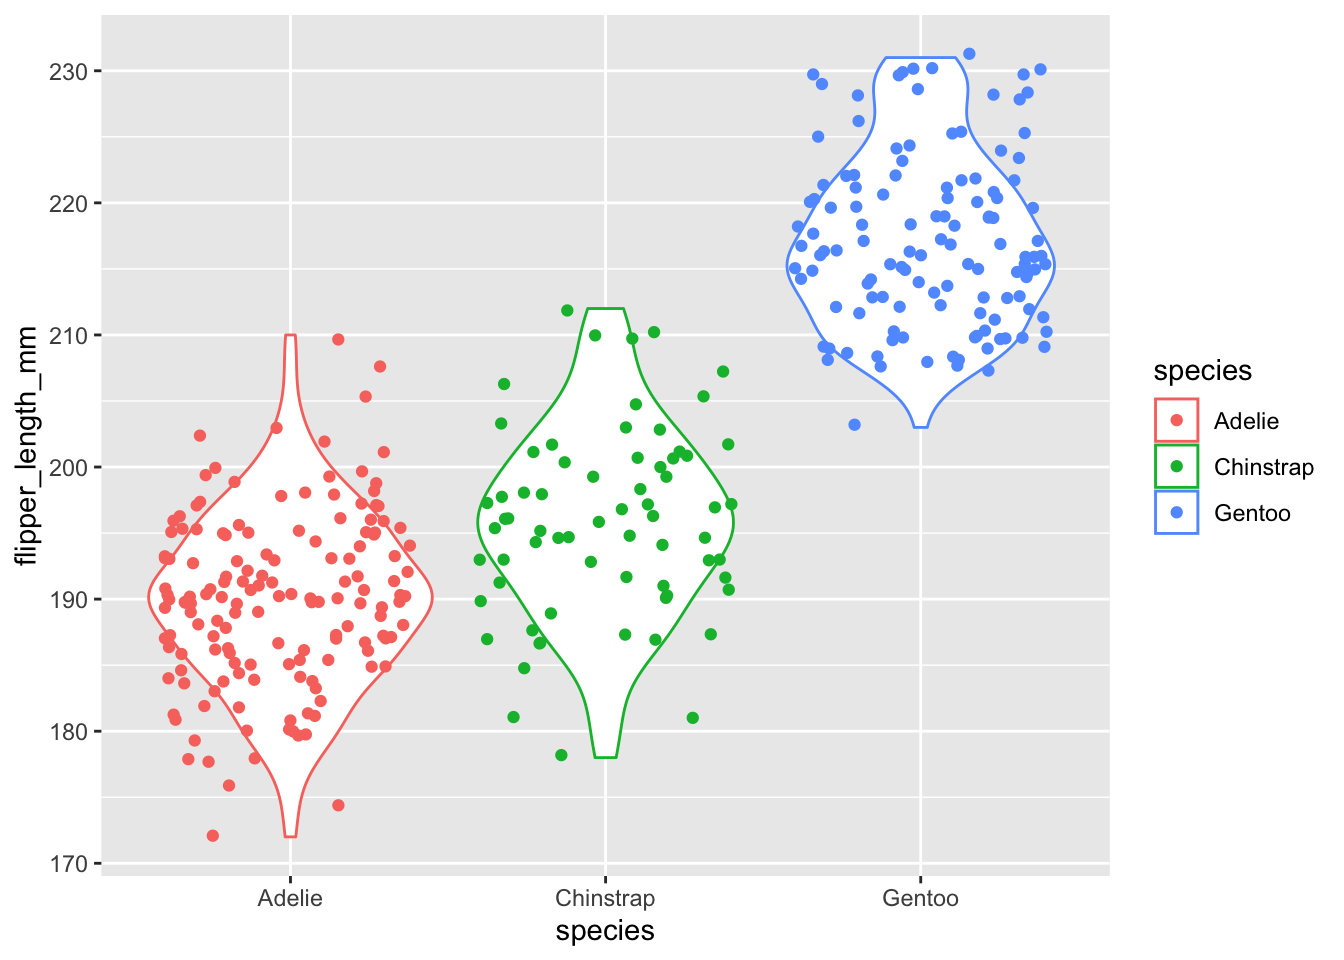 230
220
210
200
190
180
170
flipper_length_mm
Adelie
Chinstrap
Gentoo
species
species
Adelie
Chinstrap
Gentoo